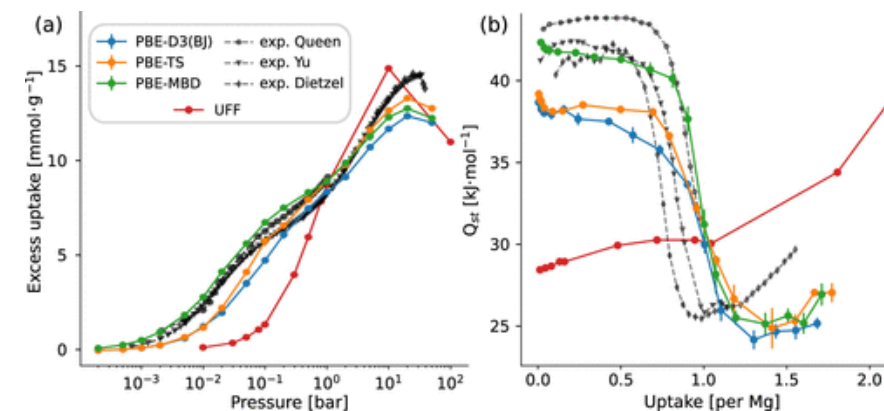 (a)
PBE-D3(BJ)
PBE-TS
PBE-MBD
exp. Queen
exp. Yu
exp. Dietzel
UFF
Excess uptake [mmol·g⁻¹]
15
10
5
0
10⁻³ 10⁻² 10⁻¹ 10⁰ 10¹ 10²
Pressure [bar]
(b)
Qst [kJ·mol⁻¹]
40
35
30
25
0.0 0.5 1.0 1.5 2.0
Uptake [per Mg]